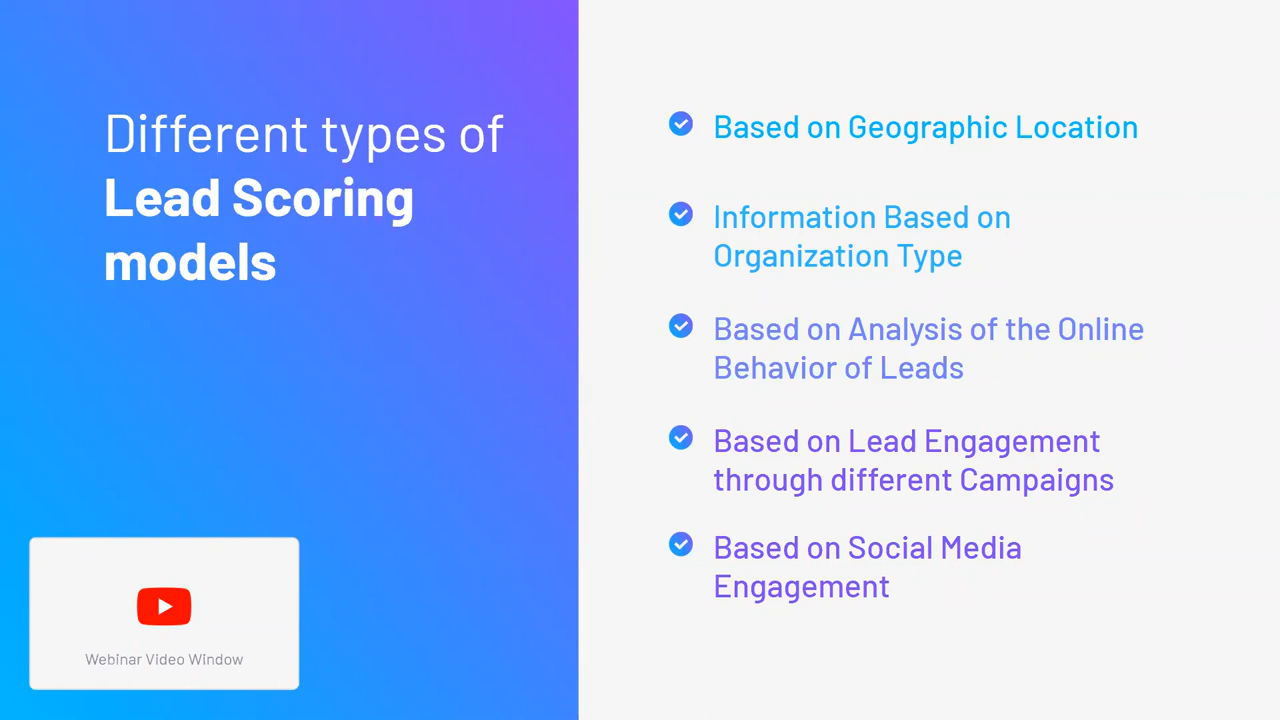 Different types of
Lead Scoring
models
Based on Geographic Location
Information Based on
Organization Type
Based on Analysis of the Online
Behavior of Leads
Based on Lead Engagement
through different Campaigns
Based on Social Media
Engagement
Webinar Video Window